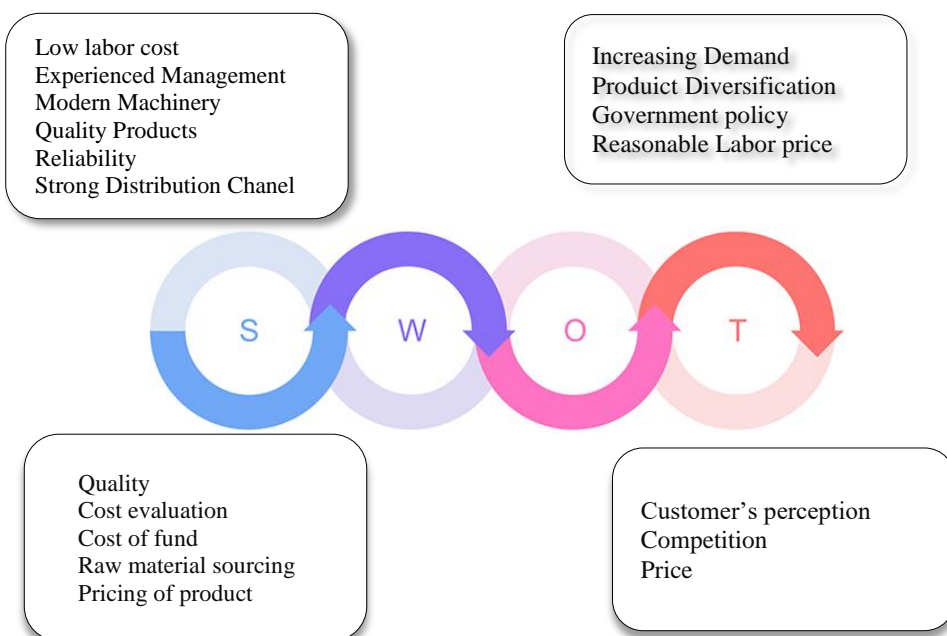 Low labor cost
Experienced Management
Modern Machinery
Quality Products
Reliability
Strong Distribution Chanel
Increasing Demand
Produict Diversification
Government policy
Reasonable Labor price
S
W
O
T
Quality
Cost evaluation
Cost of fund
Raw material sourcing
Pricing of product
Customer’s perception
Competition
Price